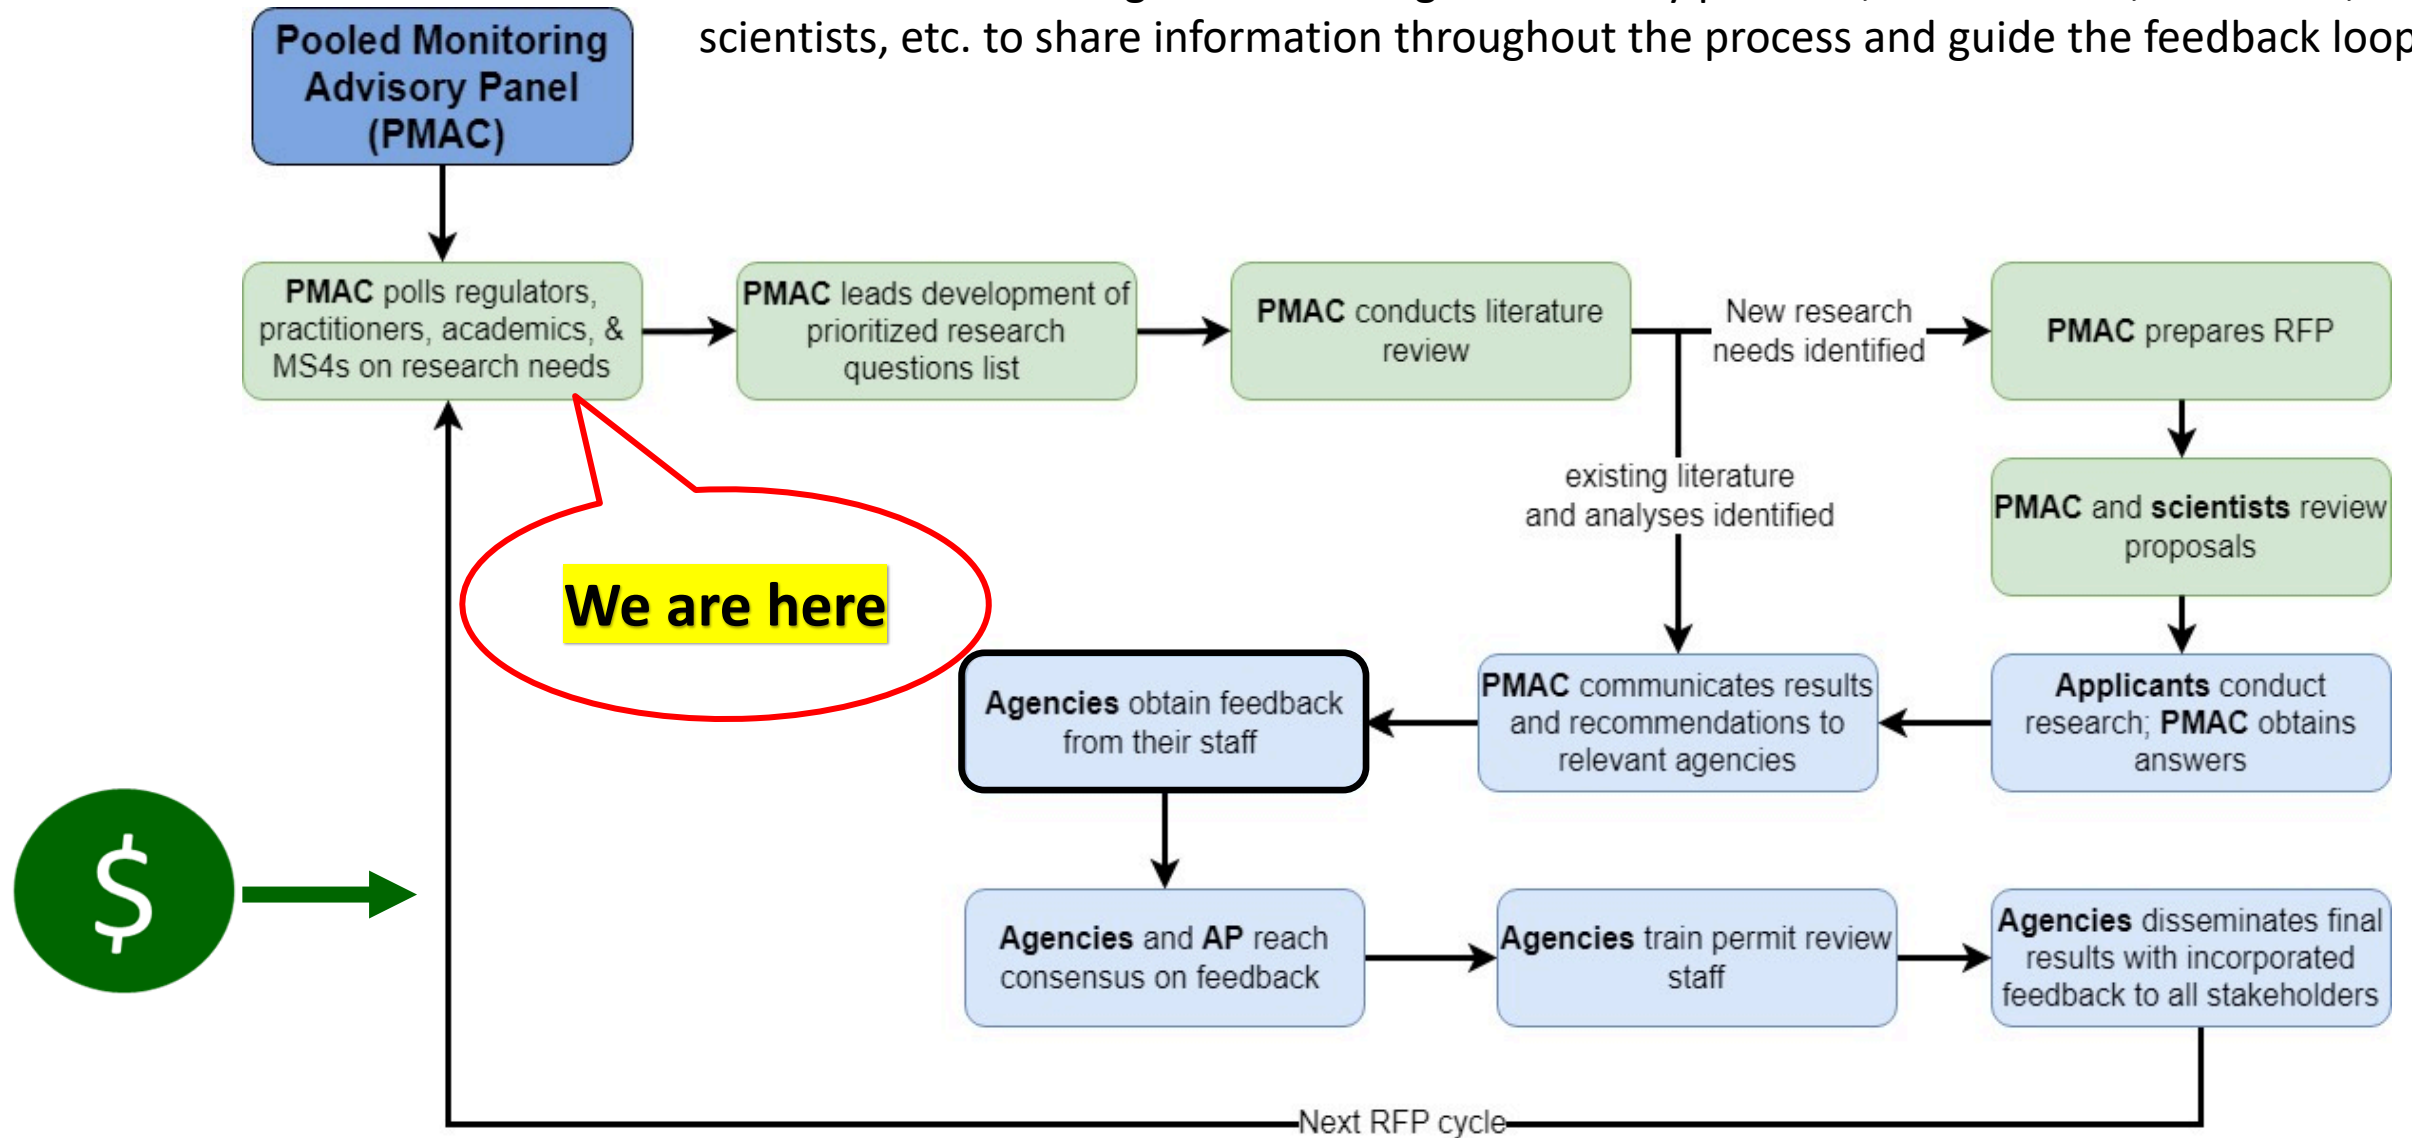 scientists, etc. to share information throughout the process and guide the feedback loop
Pooled Monitoring
Advisory Panel
(PMAC)
PMAC polls regulators,
practitioners, academics, &
MS4s on research needs
PMAC leads development of
prioritized research
questions list
PMAC conducts literature
review
New research
needs identified
PMAC prepares RFP
existing literature
and analyses identified
PMAC and scientists review
proposals
We are here
Agencies obtain feedback
from their staff
PMAC communicates results
and recommendations to
relevant agencies
Applicants conduct
research; PMAC obtains
answers
$
Agencies and AP reach
consensus on feedback
Agencies train permit review
staff
Agencies disseminates final
results with incorporated
feedback to all stakeholders
Next RFP cycle